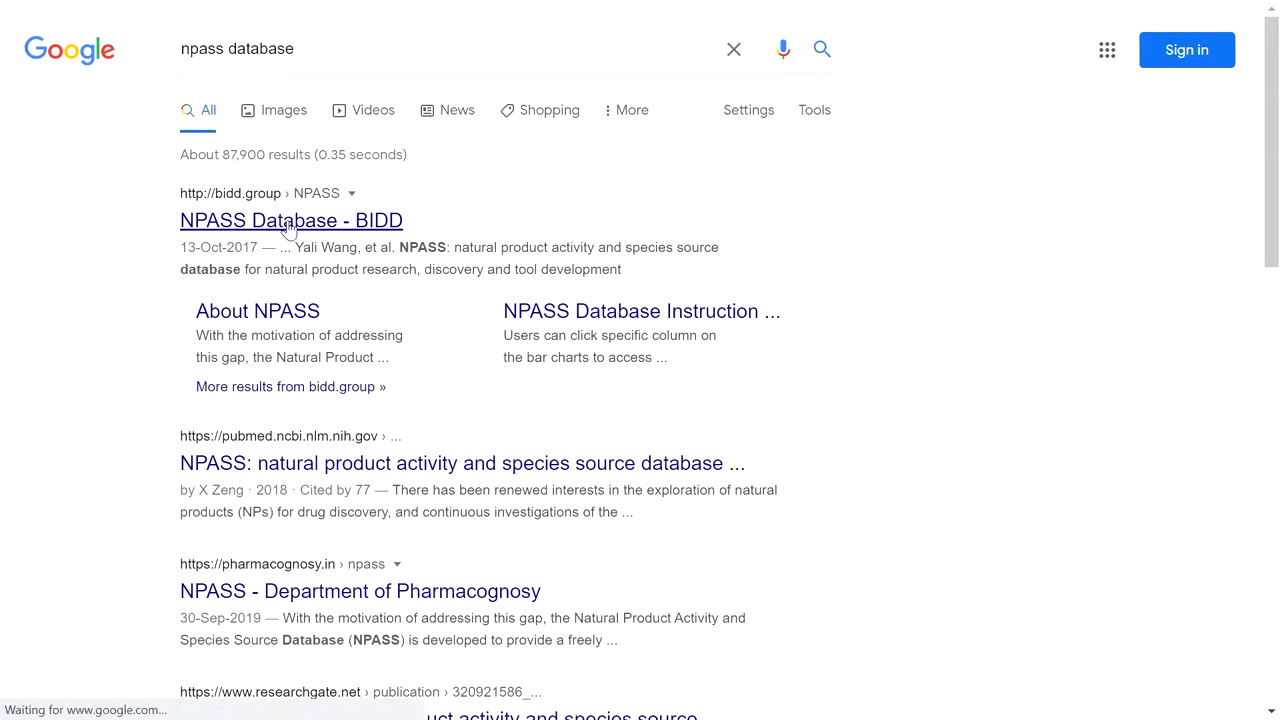 Google
npass database
Sign in
All Images Videos News Shopping More Settings Tools
About 87,900 results (0.35 seconds)
http://bidd.group › NPASS
NPASS Database - BIDD
13-Oct-2017 — ... Yali Wang, et al. NPASS: natural product activity and species source
database for natural product research, discovery and tool development
About NPASS
With the motivation of addressing
this gap, the Natural Product ...
NPASS Database Instruction ...
Users can click specific column on
the bar charts to access ...
More results from bidd.group »
https://pubmed.ncbi.nlm.nih.gov › ...
NPASS: natural product activity and species source database ...
by X Zeng · 2018 · Cited by 77 — There has been renewed interests in the exploration of natural
products (NPs) for drug discovery, and continuous investigations of the ...
https://pharmacognosy.in › npass
NPASS - Department of Pharmacognosy
30-Sep-2019 — With the motivation of addressing this gap, the Natural Product Activity and
Species Source Database (NPASS) is developed to provide a freely ...
https://www.researchgate.net › publication › 320921586_...
uct activity and species source
Waiting for www.google.com...